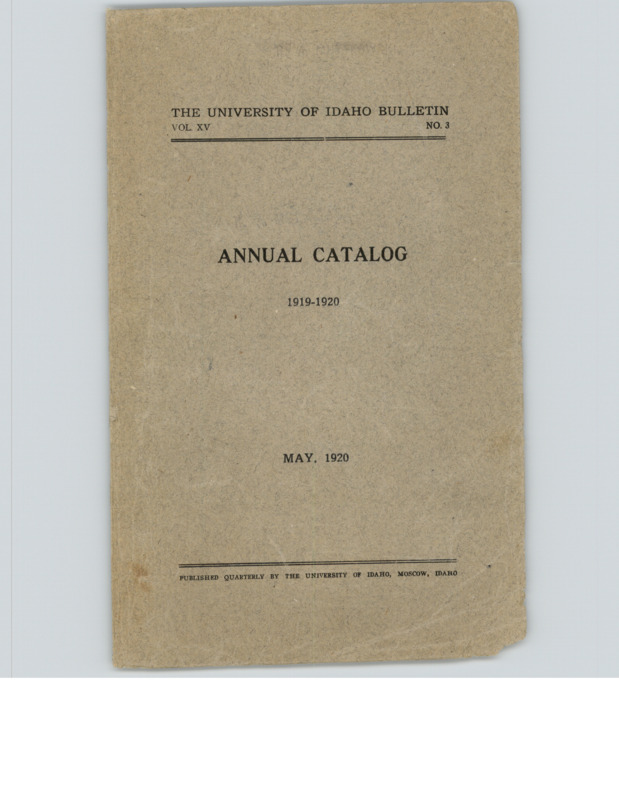 THE UNIVERSITY OF IDAHO BULLETIN
VOL. XV NO. 3
ANNUAL CATALOG
1919-1920
MAY, 1920
PUBLISHED QUARTERLY BY THE UNIVERSITY OF IDAHO, MOSCOW, IDAHO